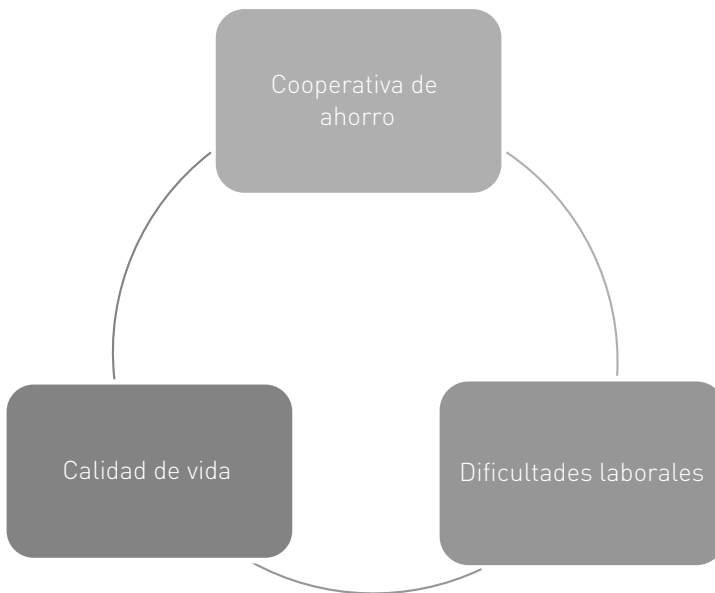 Cooperativa de
ahorro
Calidad de vida
Dificultades laborales